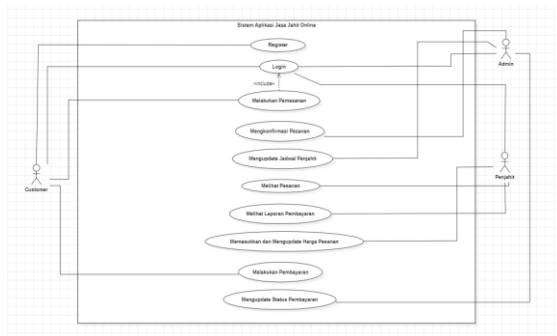 Sistem Aplikasi Jasa Jahit Online
Register
Login
<<include>>
Melakukan Pemesanan
Mengkonfirmasi Pesanan
Mengupdate Jadwal Penjahit
Melihat Pesanan
Melihat Laporan Pembayaran
Memasukkan dan Mengupdate Harga Pesanan
Melakukan Pembayaran
Mengupdate Status Pembayaran
Customer
Admin
Penjahit